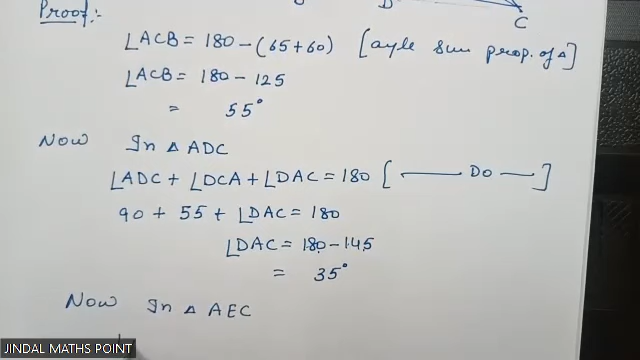 Proof:-
D
C
∠ACB = 180 - (65+60) [angle sum prop. of Δ]
∠ACB = 180 - 125
= 55°
Now In Δ ADC
∠ADC + ∠DCA + ∠DAC = 180 [ —— Do —— ]
90 + 55 + ∠DAC = 180
∠DAC = 180 - 145
= 35°
Now In Δ AEC
JINDAL MATHS POINT